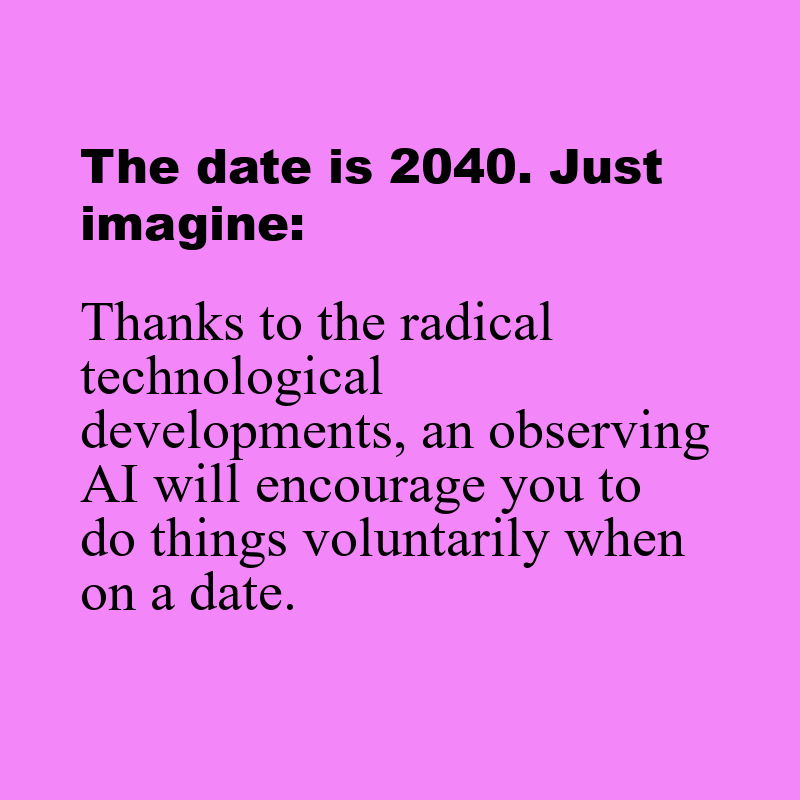 The date is 2040. Just
imagine:
Thanks to the radical
technological
developments, an observing
AI will encourage you to
do things voluntarily when
on a date.